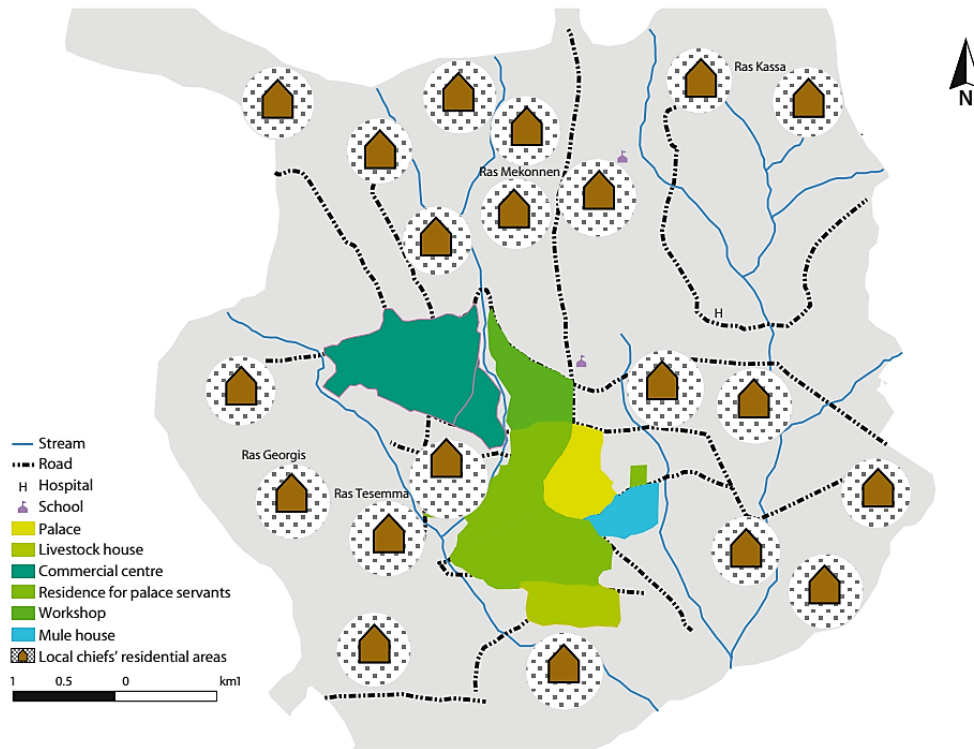 Ras Kassa
N
Ras Mekonnen
H
Ras Georgis
Ras Tesemma
Stream
Road
H Hospital
School
Palace
Livestock house
Commercial centre
Residence for palace servants
Workshop
Mule house
Local chiefs' residential areas
1 0.5 0 km1